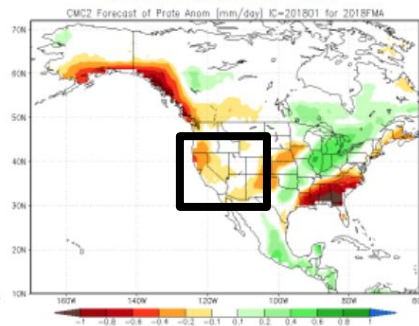 CMC2 Forecast of Prate Anom (mm/day) IC=201801 for 2018FMA
70N
60N
50N
40N
30N
20N
10N
160W 140W 120W 100W 80W 60
-1 -0.8 -0.6 -0.4 -0.2 -0.1 0.1 0.2 0.4 0.6 0.8 1